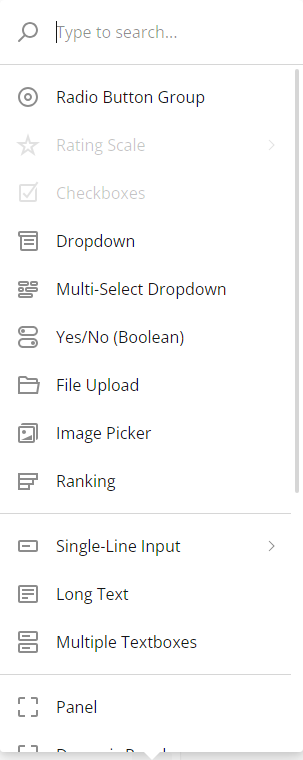 Type to search...
Radio Button Group
Rating Scale
Checkboxes
Dropdown
Multi-Select Dropdown
Yes/No (Boolean)
File Upload
Image Picker
Ranking
Single-Line Input
Long Text
Multiple Textboxes
Panel